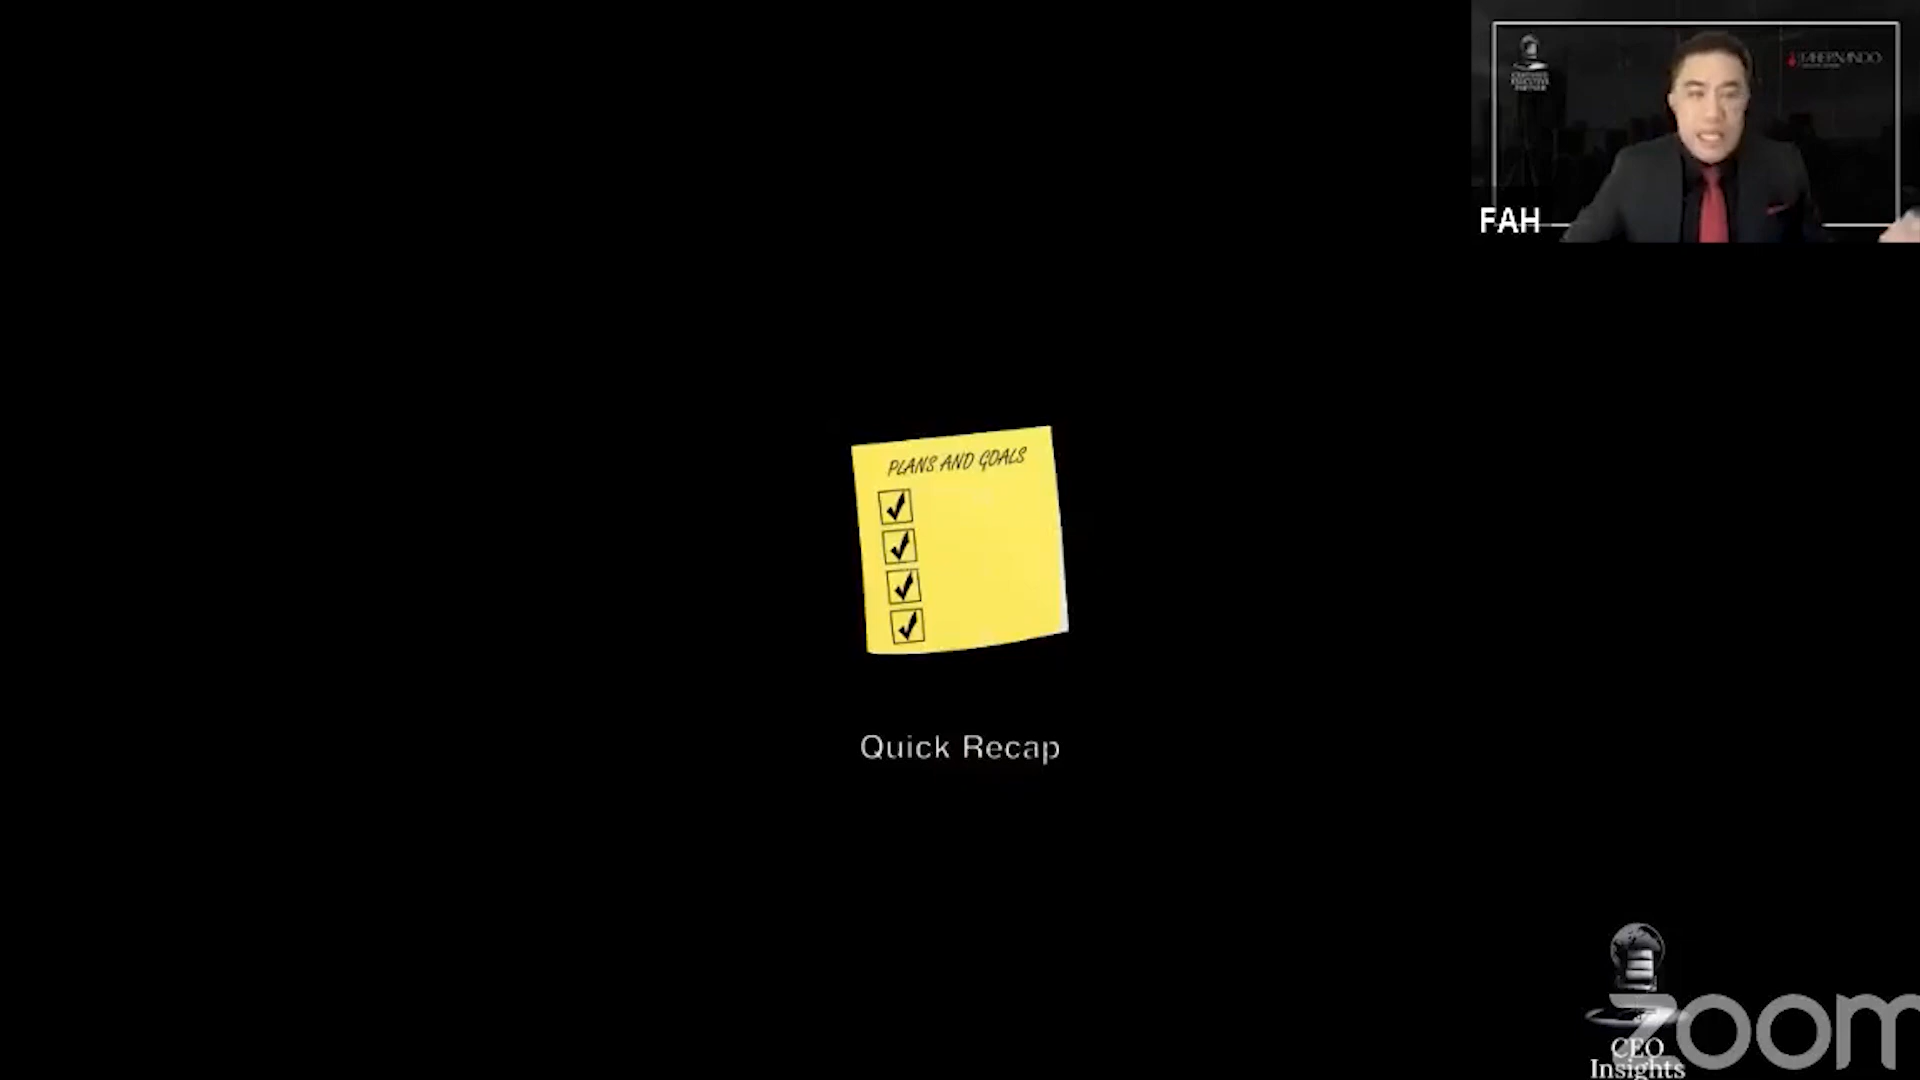 FAH
PLANS AND GOALS
Quick Recap
zoom
CEO
Insights